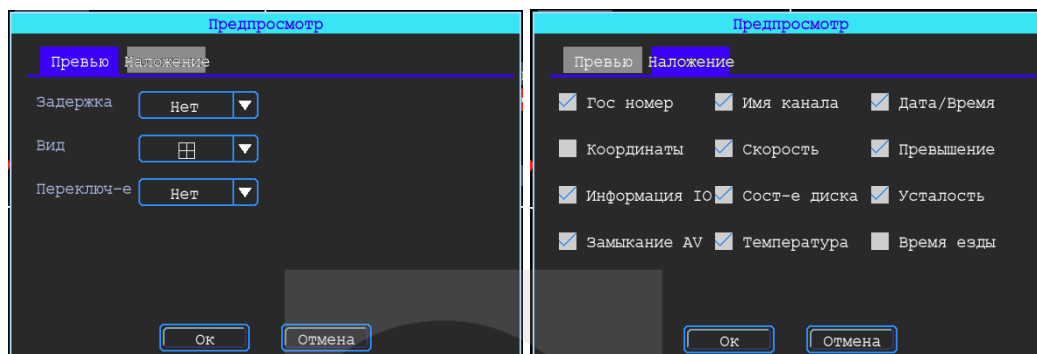 Предпросмотр
Превью Наложение
Задержка Нет
Вид
Переключ-е Нет
Ок Отмена
Предпросмотр
Превью Наложение
Гос номер Имя канала Дата/Время
Координаты Скорость Превышение
Информация IO Сост-е диска Усталость
Замыкание AV Температура Время езды
Ок Отмена